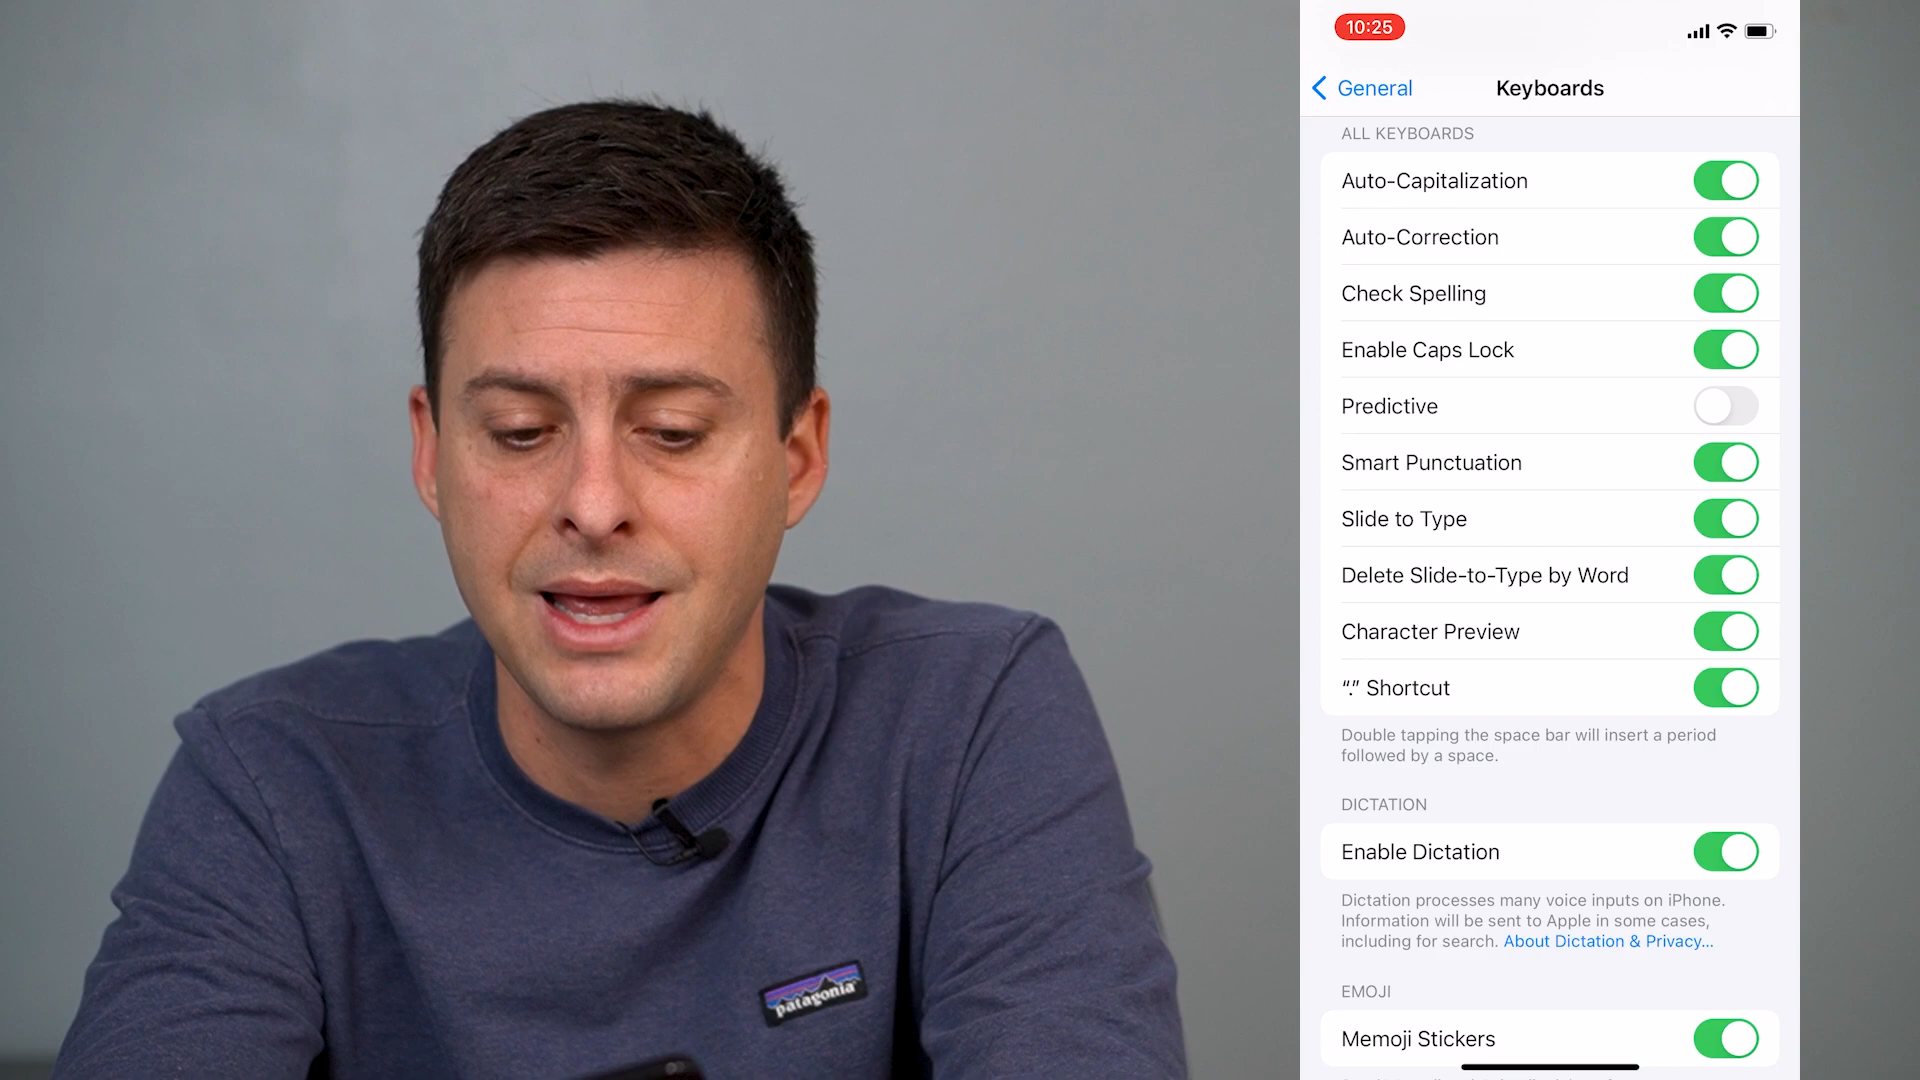 10:25
General
Keyboards
ALL KEYBOARDS
Auto-Capitalization
Auto-Correction
Check Spelling
Enable Caps Lock
Predictive
Smart Punctuation
Slide to Type
Delete Slide-to-Type by Word
Character Preview
“.” Shortcut
Double tapping the space bar will insert a period
followed by a space.
DICTATION
Enable Dictation
Dictation processes many voice inputs on iPhone.
Information will be sent to Apple in some cases,
including for search. About Dictation & Privacy...
EMOJI
Memoji Stickers
patagonia